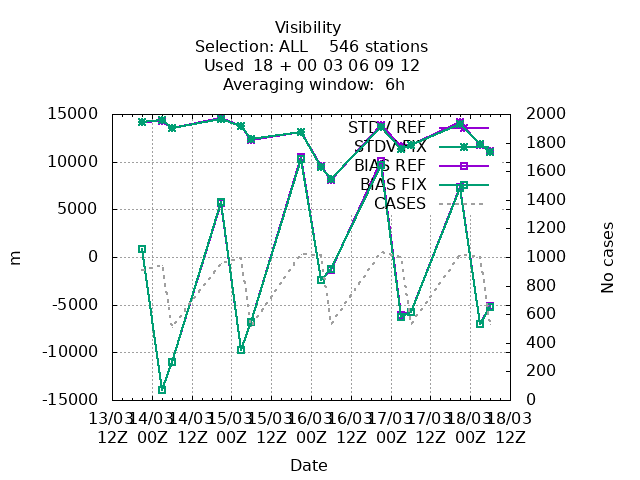 Visibility
Selection: ALL    546 stations
Used  18 + 00 03 06 09 12
Averaging window:  6h
15000
10000
5000
0
-5000
-10000
-15000
m
2000
1800
1600
1400
1200
1000
800
600
400
200
0
No cases
STDV REF
STDV FIX
BIAS REF
BIAS FIX
CASES
13/03 14/03 14/03 15/03 15/03 16/03 16/03 17/03 17/03 18/03 18/03
12Z 00Z 12Z 00Z 12Z 00Z 12Z 00Z 12Z 00Z 12Z
Date